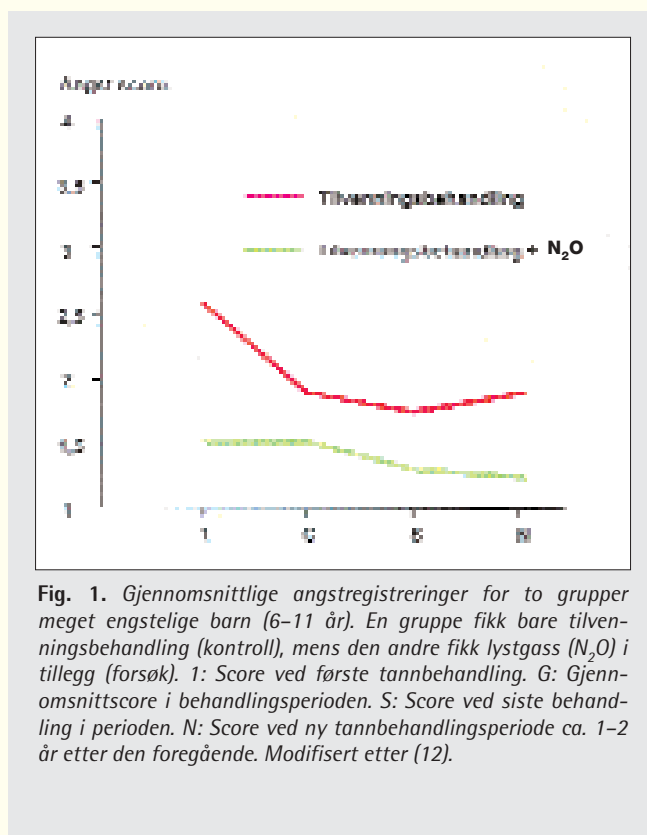 Angst score
4
3,5
Tilvenningsbehandling
3
Tilvenningsbehandling + N₂O
2,5
2
1,5
1
1 G S N
Fig. 1. Gjennomsnittlige angstregistreringer for to grupper
meget engstelige barn (6–11 år). En gruppe fikk bare tilven-
ningsbehandling (kontroll), mens den andre fikk lystgass (N₂O) i
tillegg (forsøk). 1: Score ved første tannbehandling. G: Gjenn-
omsnittscore i behandlingsperioden. S: Score ved siste behand-
ling i perioden. N: Score ved ny tannbehandlingsperiode ca. 1–2
år etter den foregående. Modifisert etter (12).